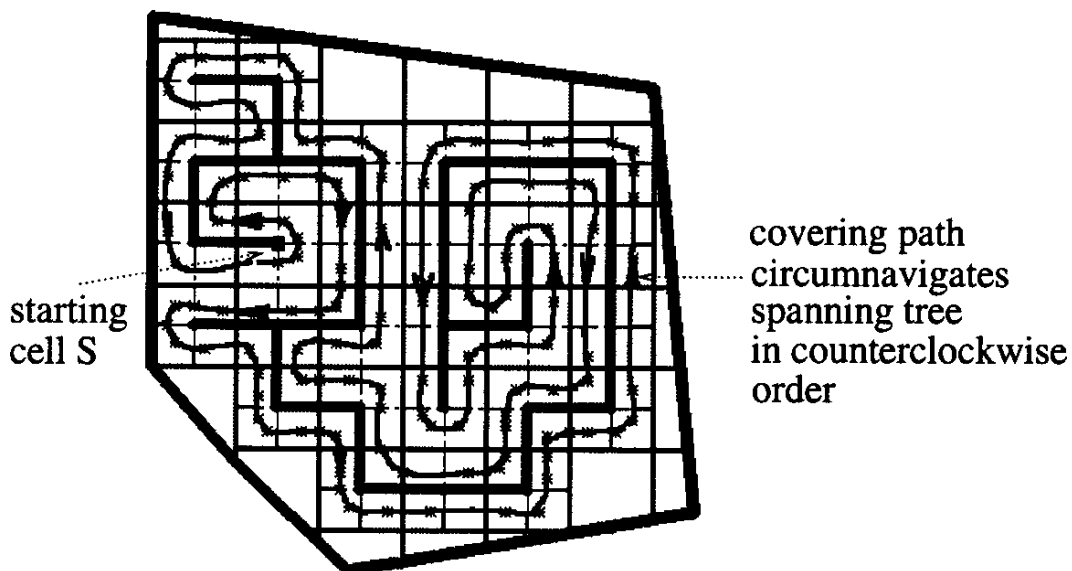 starting
cell S
covering path
circumnavigates
spanning tree
in counterclockwise
order